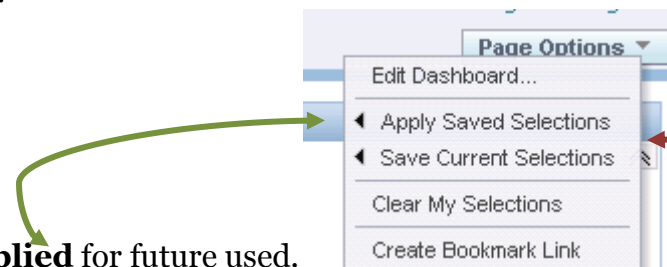 Page Options
Edit Dashboard...
Apply Saved Selections
Save Current Selections
Clear My Selections
Create Bookmark Link
plied for future used.